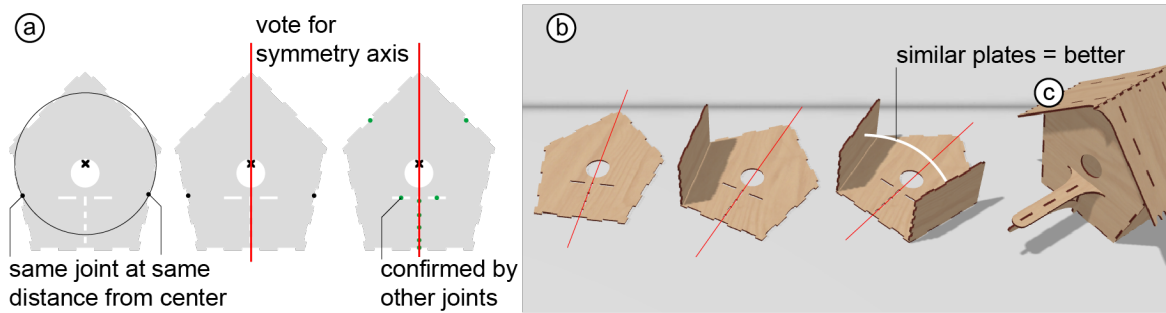 a
vote for
symmetry axis
same joint at same
distance from center
confirmed by
other joints
b
similar plates = better
c